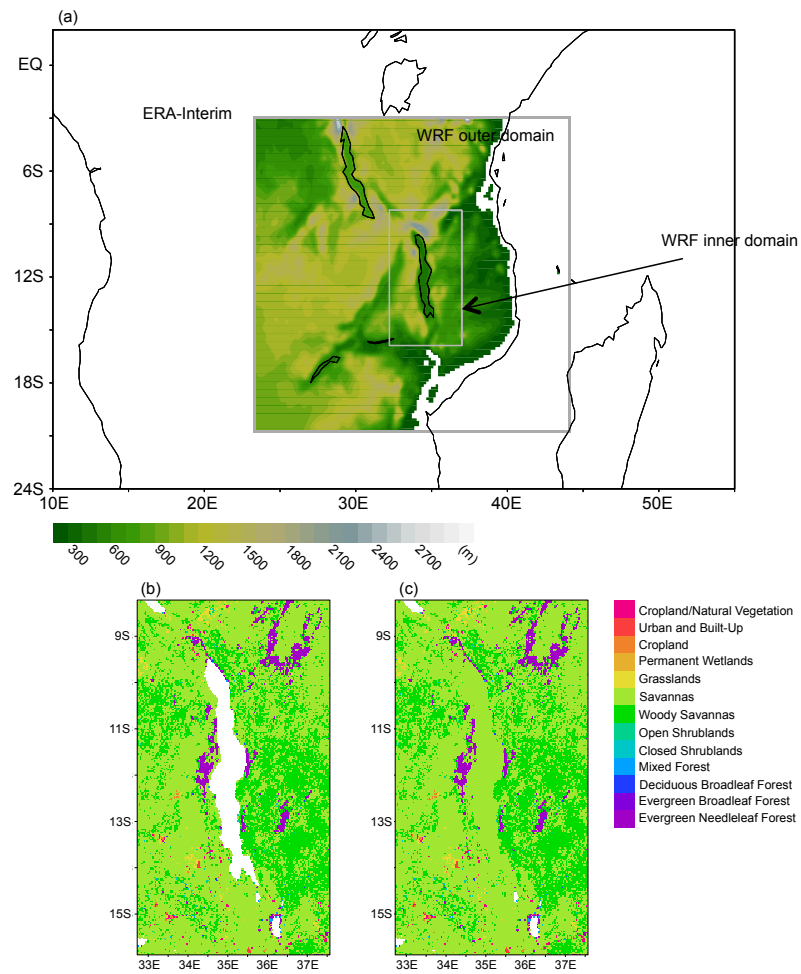 (a)
EQ
ERA-Interim
WRF outer domain
6S
WRF inner domain
12S
18S
24S
10E 20E 30E 40E 50E
300 600 900 1200 1500 1800 2100 2400 2700 (m)
(b) (c)
Cropland/Natural Vegetation
Urban and Built-Up
Cropland
Permanent Wetlands
Grasslands
Savannas
Woody Savannas
Open Shrublands
Closed Shrublands
Mixed Forest
Deciduous Broadleaf Forest
Evergreen Broadleaf Forest
Evergreen Needleleaf Forest
9S 9S
11S 11S
13S 13S
15S 15S
33E 34E 35E 36E 37E 33E 34E 35E 36E 37E